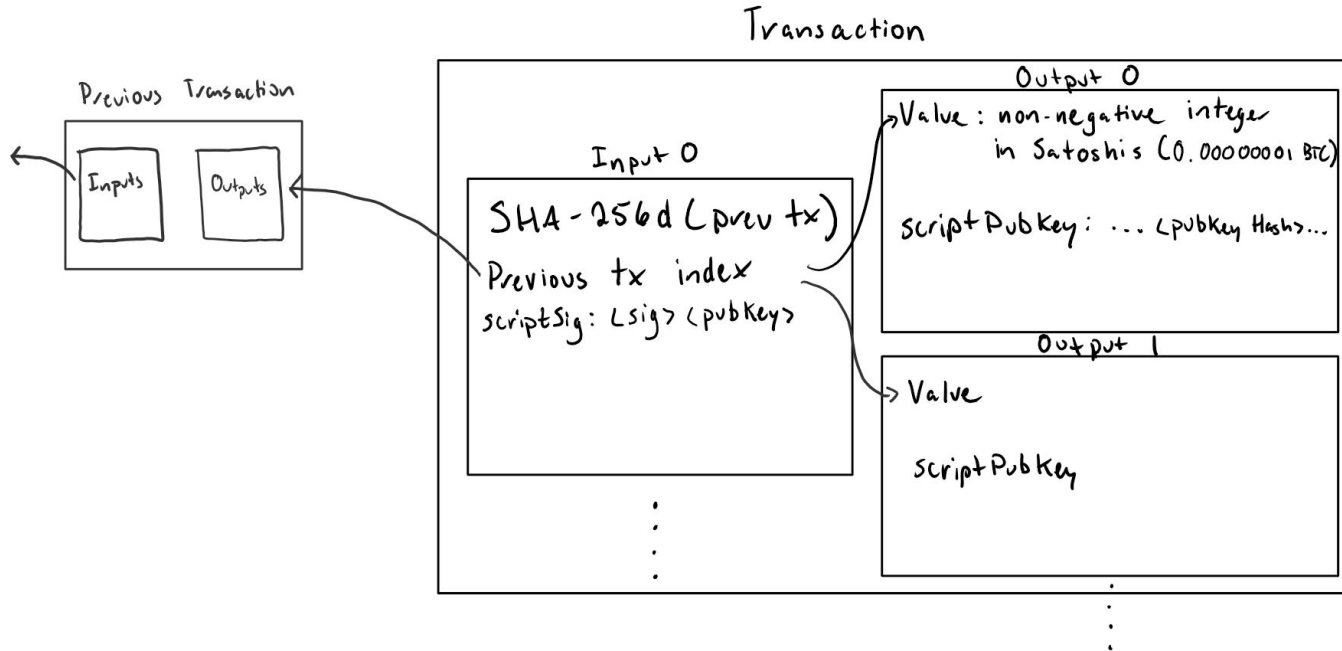 Transaction
Previous Transaction
Inputs
Outputs
Input 0
SHA-256d (prev tx)
Previous tx index
scriptSig: <sig> <pubKey>
Output 0
Value: non-negative integer
in Satoshis (0.00000001 BTC)
scriptPubKey: ... <pubKey Hash>...
Output 1
Value
scriptPubKey